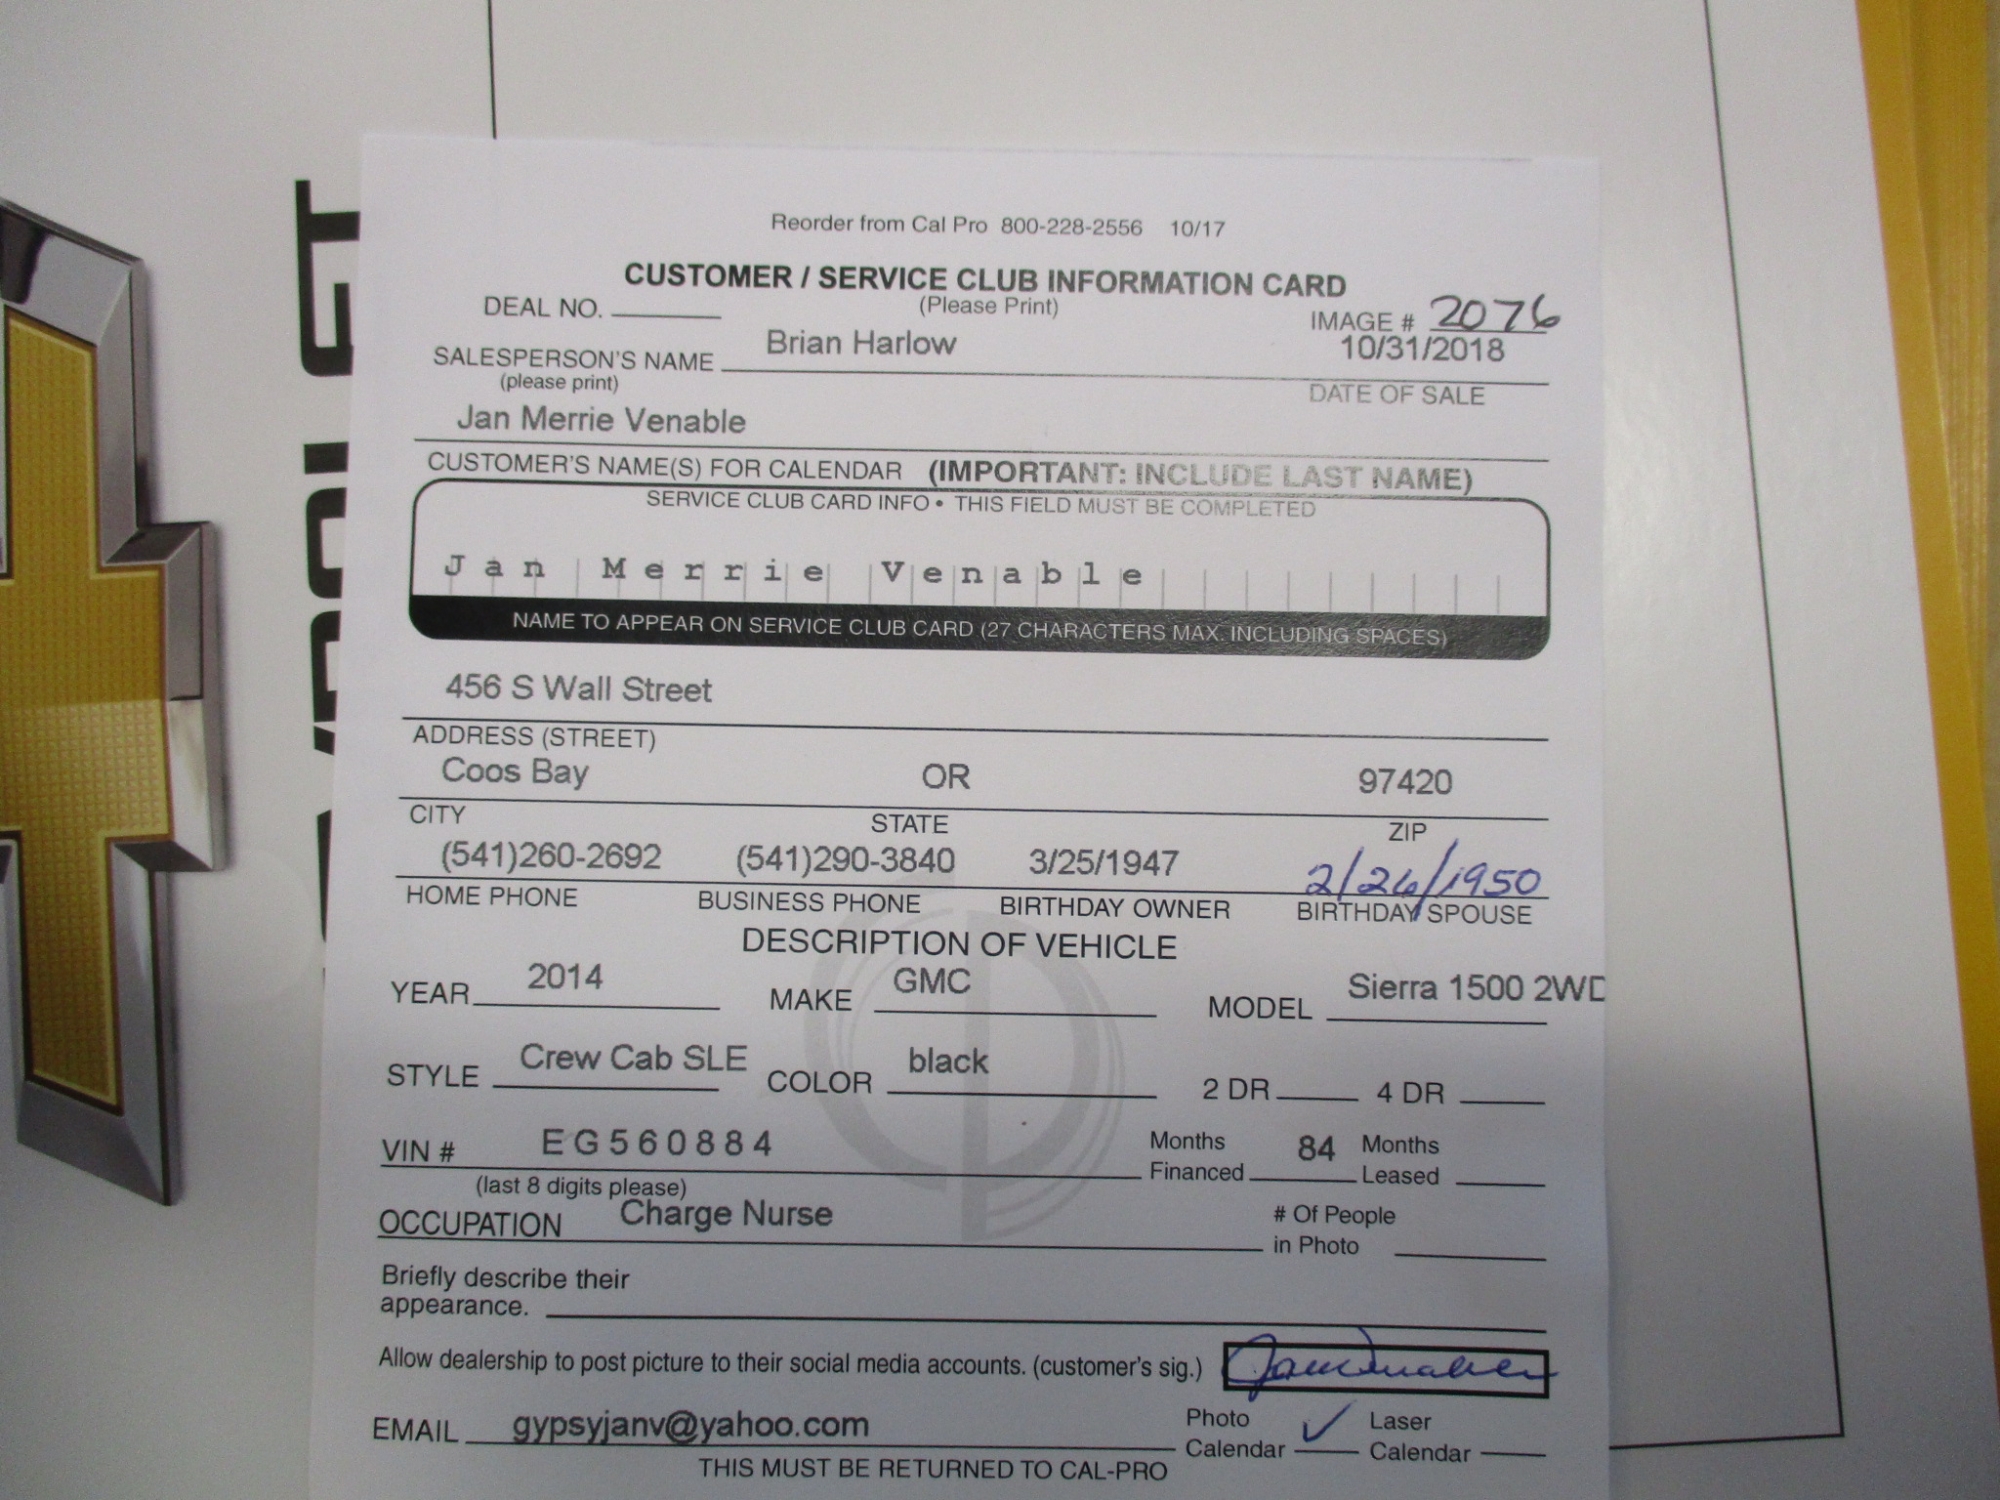 Reorder from Cal Pro 800-228-2556 10/17
CUSTOMER / SERVICE CLUB INFORMATION CARD
DEAL NO. (Please Print) IMAGE # 2076
SALESPERSON'S NAME Brian Harlow 10/31/2018
(please print) DATE OF SALE
Jan Merrie Venable
CUSTOMER'S NAME(S) FOR CALENDAR (IMPORTANT: INCLUDE LAST NAME)
SERVICE CLUB CARD INFO • THIS FIELD MUST BE COMPLETED
Jan Merrie Venable
NAME TO APPEAR ON SERVICE CLUB CARD (27 CHARACTERS MAX. INCLUDING SPACES)
456 S Wall Street
ADDRESS (STREET)
Coos Bay OR 97420
CITY STATE ZIP
(541)260-2692 (541)290-3840 3/25/1947 2/26/1950
HOME PHONE BUSINESS PHONE BIRTHDAY OWNER BIRTHDAY SPOUSE
DESCRIPTION OF VEHICLE
YEAR 2014 MAKE GMC MODEL Sierra 1500 2WD
STYLE Crew Cab SLE COLOR black 2 DR 4 DR
VIN # EG560884 Months Financed 84 Months Leased
(last 8 digits please)
OCCUPATION Charge Nurse # Of People in Photo
Briefly describe their
appearance.
Allow dealership to post picture to their social media accounts. (customer's sig.)
EMAIL gypsyjanv@yahoo.com Photo Calendar ✓ Laser Calendar
THIS MUST BE RETURNED TO CAL-PRO